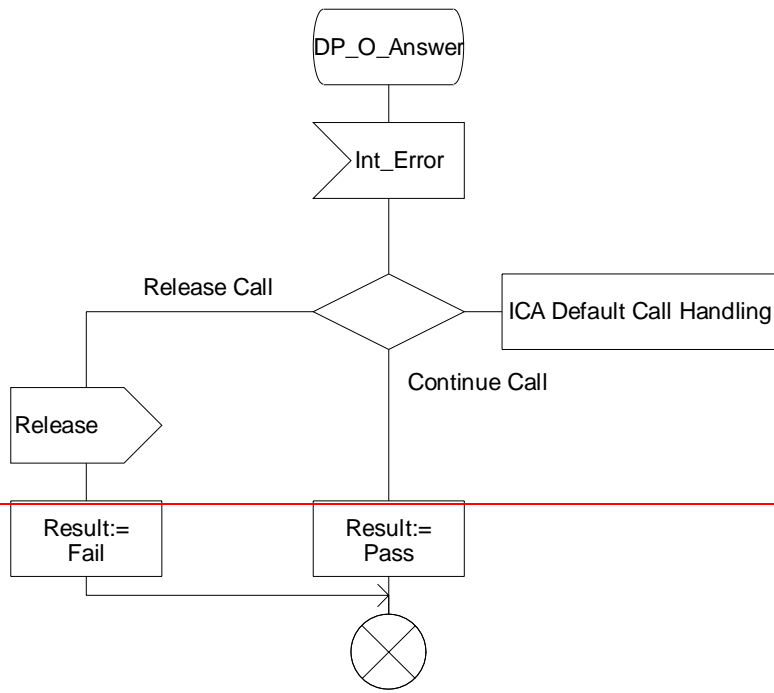 DP_O_Answer
Int_Error
Release Call
ICA Default Call Handling
Continue Call
Release
Result:=
Fail
Result:=
Pass